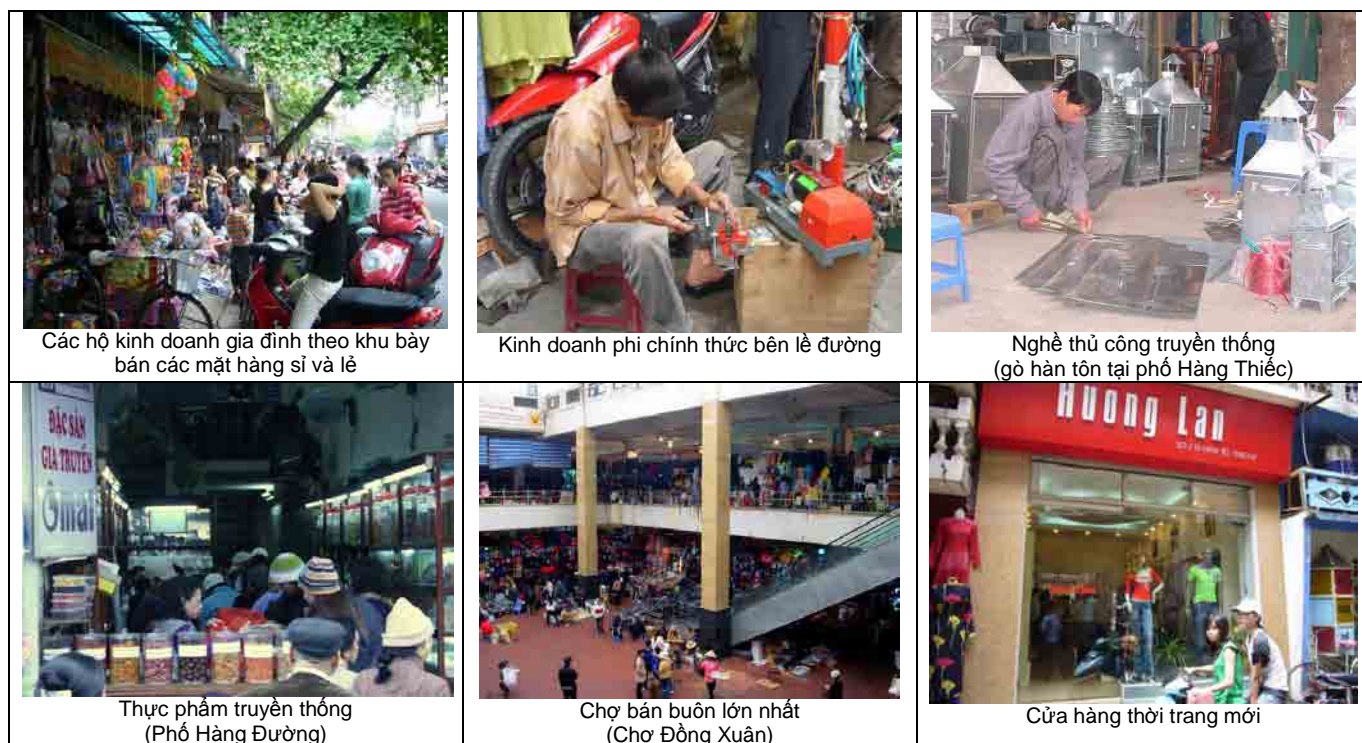 Các hộ kinh doanh gia đình theo khu bày
bán các mặt hàng sỉ và lẻ
Kinh doanh phi chính thức bên lề đường
Nghề thủ công truyền thống
(gò hàn tôn tại phố Hàng Thiếc)
ĐẶC SẢN
GIA TRUYỀN
Ômai
Huong Lan
Thực phẩm truyền thống
(Phố Hàng Đường)
Chợ bán buôn lớn nhất
(Chợ Đồng Xuân)
Cửa hàng thời trang mới